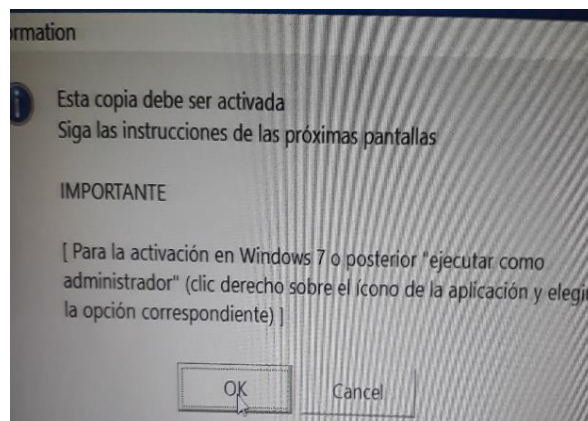 rmation
Esta copia debe ser activada
Siga las instrucciones de las próximas pantallas
IMPORTANTE
[ Para la activación en Windows 7 o posterior "ejecutar como
administrador" (clic derecho sobre el ícono de la aplicación y elegir
la opción correspondiente) ]
OK
Cancel